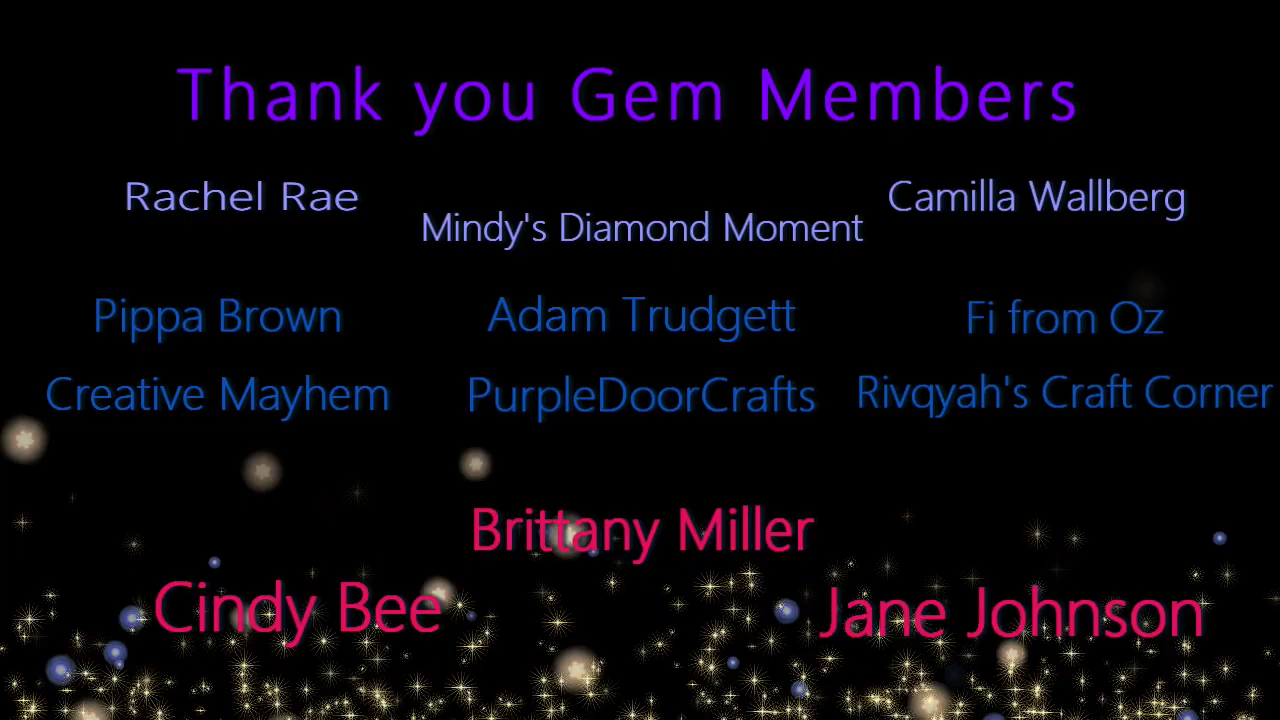 Thank you Gem Members
Rachel Rae
Mindy's Diamond Moment
Camilla Wallberg
Pippa Brown
Adam Trudgett
Fi from Oz
Creative Mayhem
PurpleDoorCrafts
Rivqyah's Craft Corner
Brittany Miller
Cindy Bee
Jane Johnson